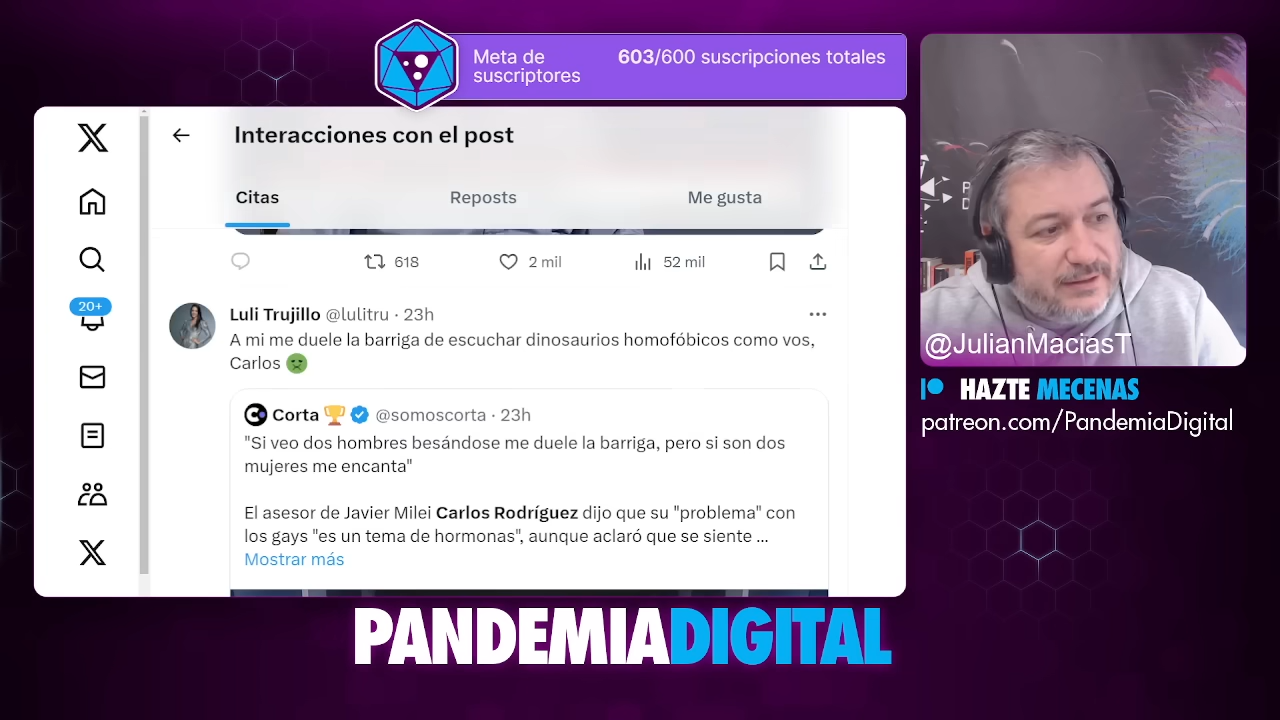 Meta de
suscriptores
603/600 suscripciones totales
Interacciones con el post
Citas
Reposts
Me gusta
618
2 mil
52 mil
20+
Luli Trujillo @lulitru · 23h
A mi me duele la barriga de escuchar dinosaurios homofóbicos como vos,
Carlos
Corta @somoscorta · 23h
"Si veo dos hombres besándose me duele la barriga, pero si son dos
mujeres me encanta"
El asesor de Javier Milei Carlos Rodríguez dijo que su "problema" con
los gays "es un tema de hormonas", aunque aclaró que se siente ...
Mostrar más
@JulianMaciasT
HAZTE MECENAS
patreon.com/PandemiaDigital
PANDEMIADIGITAL